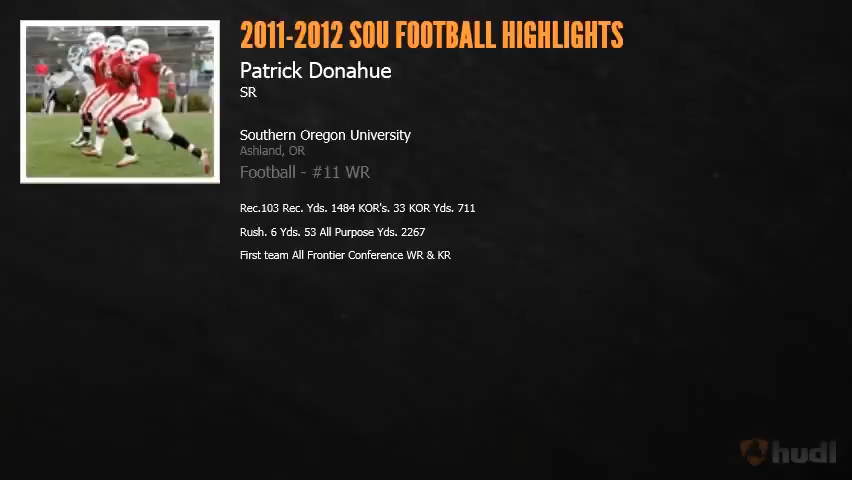 2011-2012 SOU FOOTBALL HIGHLIGHTS
Patrick Donahue
SR
Southern Oregon University
Ashland, OR
Football - #11 WR
Rec.103 Rec. Yds. 1484 KOR's. 33 KOR Yds. 711
Rush. 6 Yds. 53 All Purpose Yds. 2267
First team All Frontier Conference WR & KR
hudl